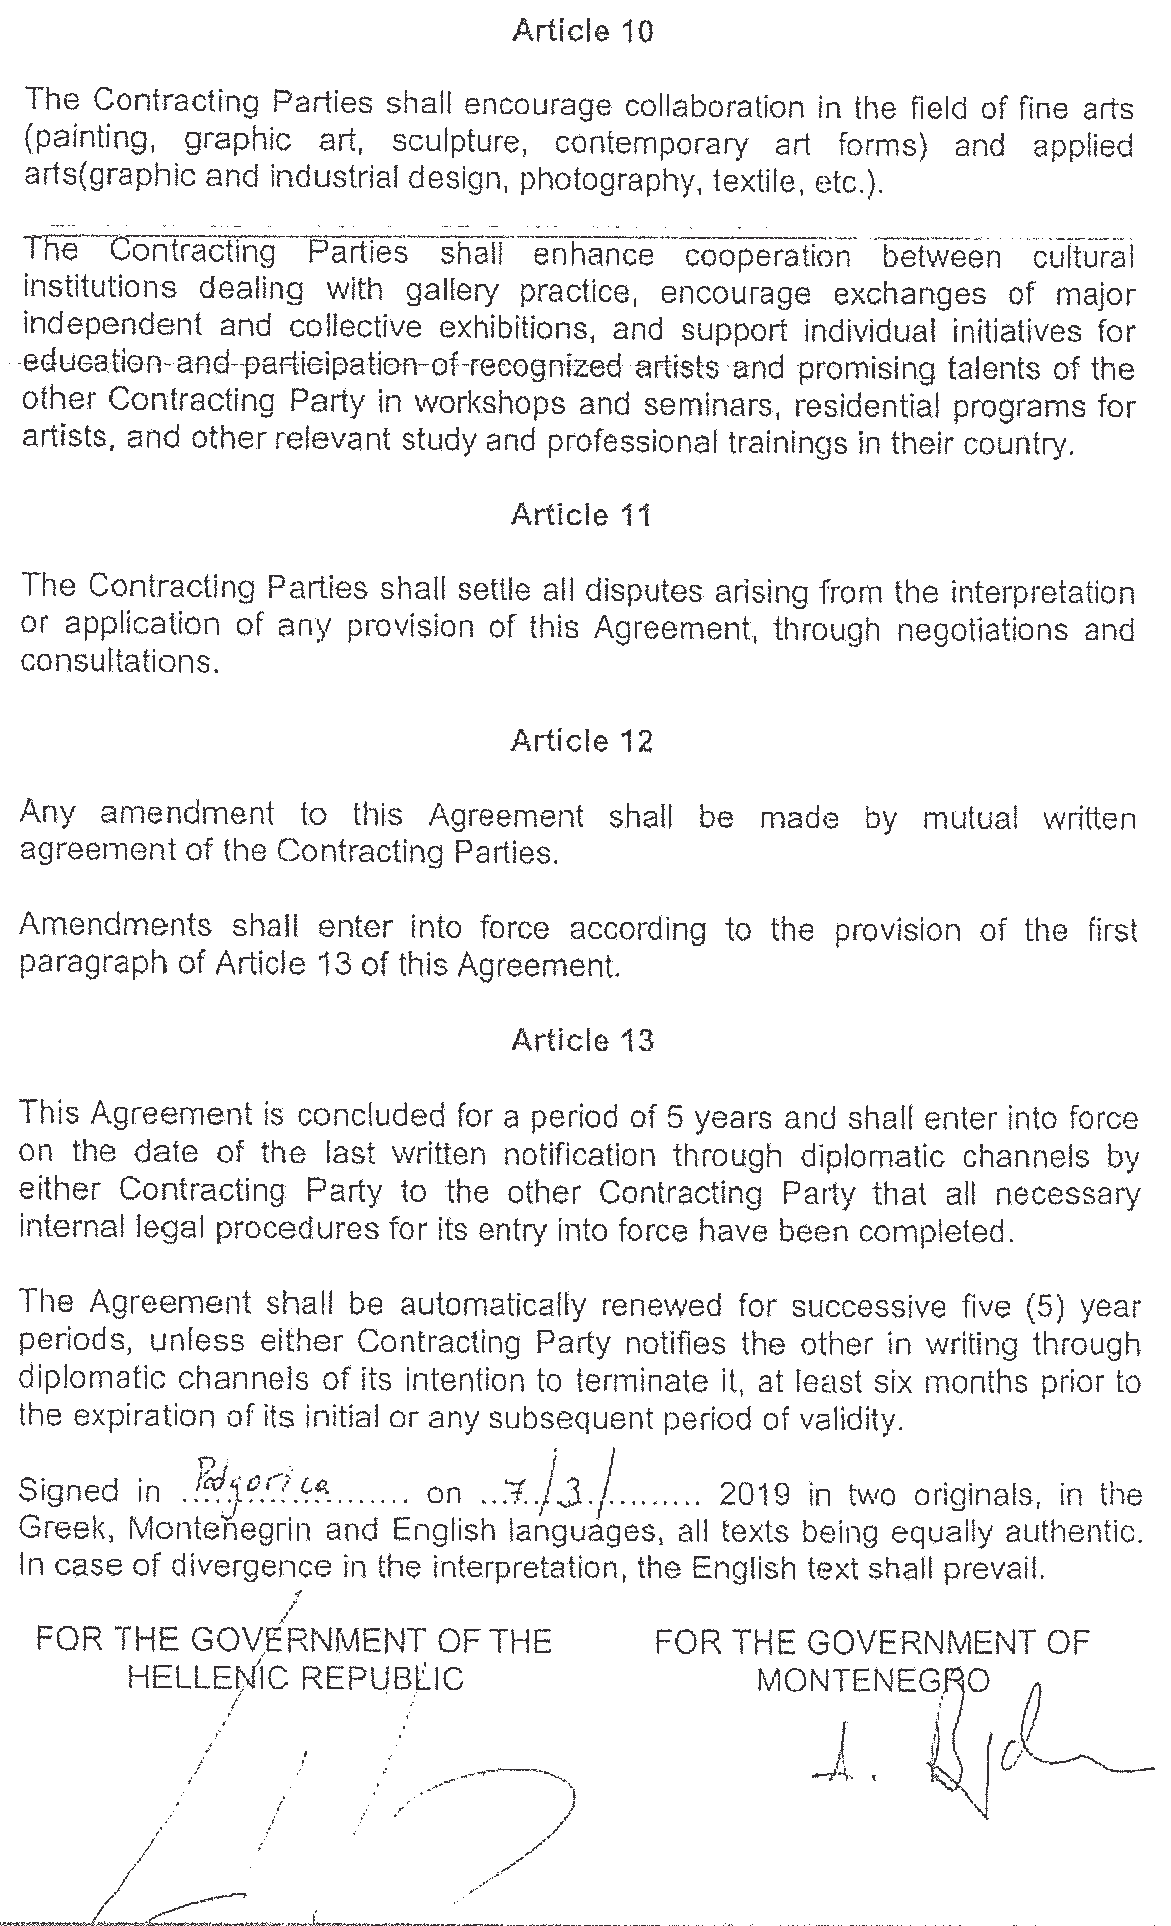 Article 10
The Contracting Parties shall encourage collaboration in the field of fine arts
(painting, graphic art, sculpture, contemporary art forms) and applied
arts(graphic and industrial design, photography, textile, etc.).
The Contracting Parties shall enhance cooperation between cultural
institutions dealing with gallery practice, encourage exchanges of major
independent and collective exhibitions, and support individual initiatives for
education and participation of recognized artists and promising talents of the
other Contracting Party in workshops and seminars, residential programs for
artists, and other relevant study and professional trainings in their country.
Article 11
The Contracting Parties shall settle all disputes arising from the interpretation
or application of any provision of this Agreement, through negotiations and
consultations.
Article 12
Any amendment to this Agreement shall be made by mutual written
agreement of the Contracting Parties.
Amendments shall enter into force according to the provision of the first
paragraph of Article 13 of this Agreement.
Article 13
This Agreement is concluded for a period of 5 years and shall enter into force
on the date of the last written notification through diplomatic channels by
either Contracting Party to the other Contracting Party that all necessary
internal legal procedures for its entry into force have been completed.
The Agreement shall be automatically renewed for successive five (5) year
periods, unless either Contracting Party notifies the other in writing through
diplomatic channels of its intention to terminate it, at least six months prior to
the expiration of its initial or any subsequent period of validity.
Signed in Podgorica on 7/3/ 2019 in two originals, in the
Greek, Montenegrin and English languages, all texts being equally authentic.
In case of divergence in the interpretation, the English text shall prevail.
FOR THE GOVERNMENT OF THE
HELLENIC REPUBLIC
FOR THE GOVERNMENT OF
MONTENEGRO